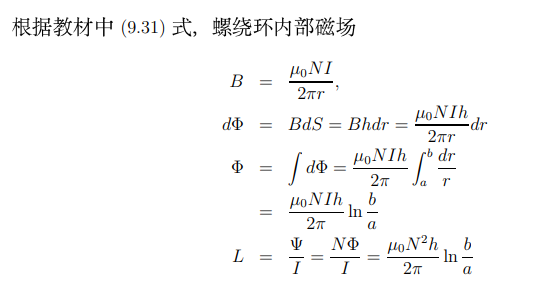 根据教材中 (9.31) 式，螺绕环内部磁场
B = \frac{\mu_0 NI}{2\pi r},
d\Phi = BdS = Bhdr = \frac{\mu_0 NIh}{2\pi r}dr
\Phi = \int d\Phi = \frac{\mu_0 NIh}{2\pi} \int_a^b \frac{dr}{r}
= \frac{\mu_0 NIh}{2\pi} \ln \frac{b}{a}
L = \frac{\Psi}{I} = \frac{N\Phi}{I} = \frac{\mu_0 N^2 h}{2\pi} \ln \frac{b}{a}